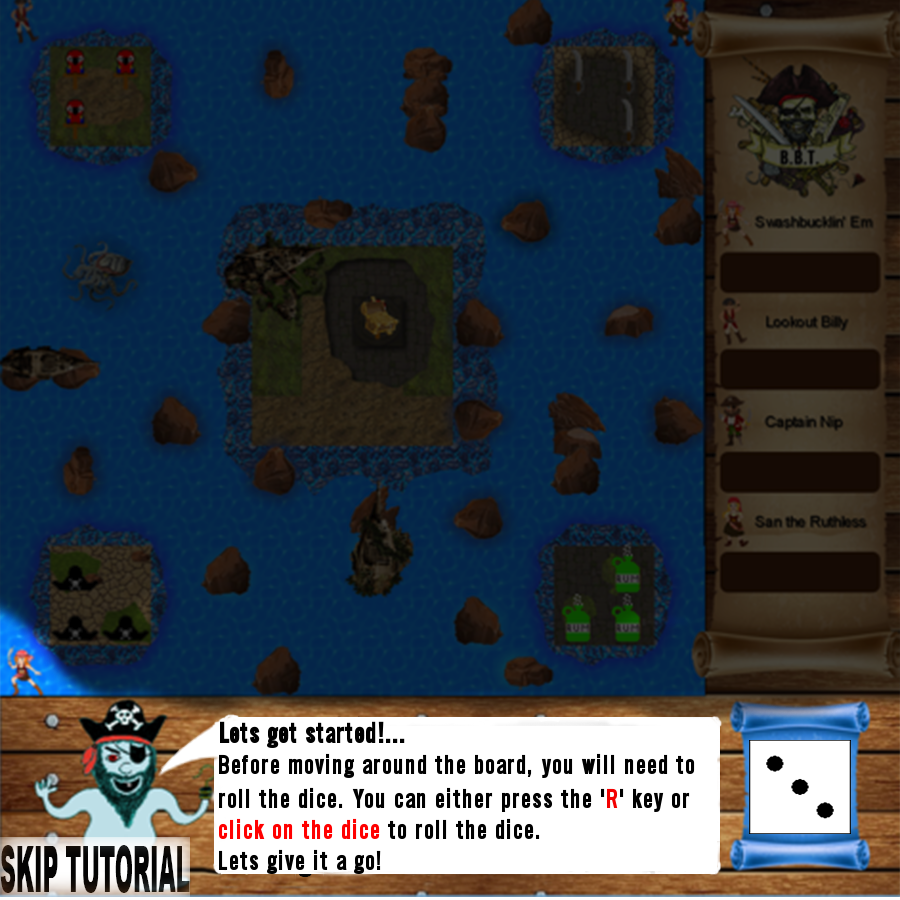 B.B.T.
Swashbucklin' Em
Lookout Billy
Captain Nip
San the Ruthless
RUM
RUM
RUM
Lets get started!...
Before moving around the board, you will need to
roll the dice. You can either press the 'R' key or
click on the dice to roll the dice.
Lets give it a go!
SKIP TUTORIAL